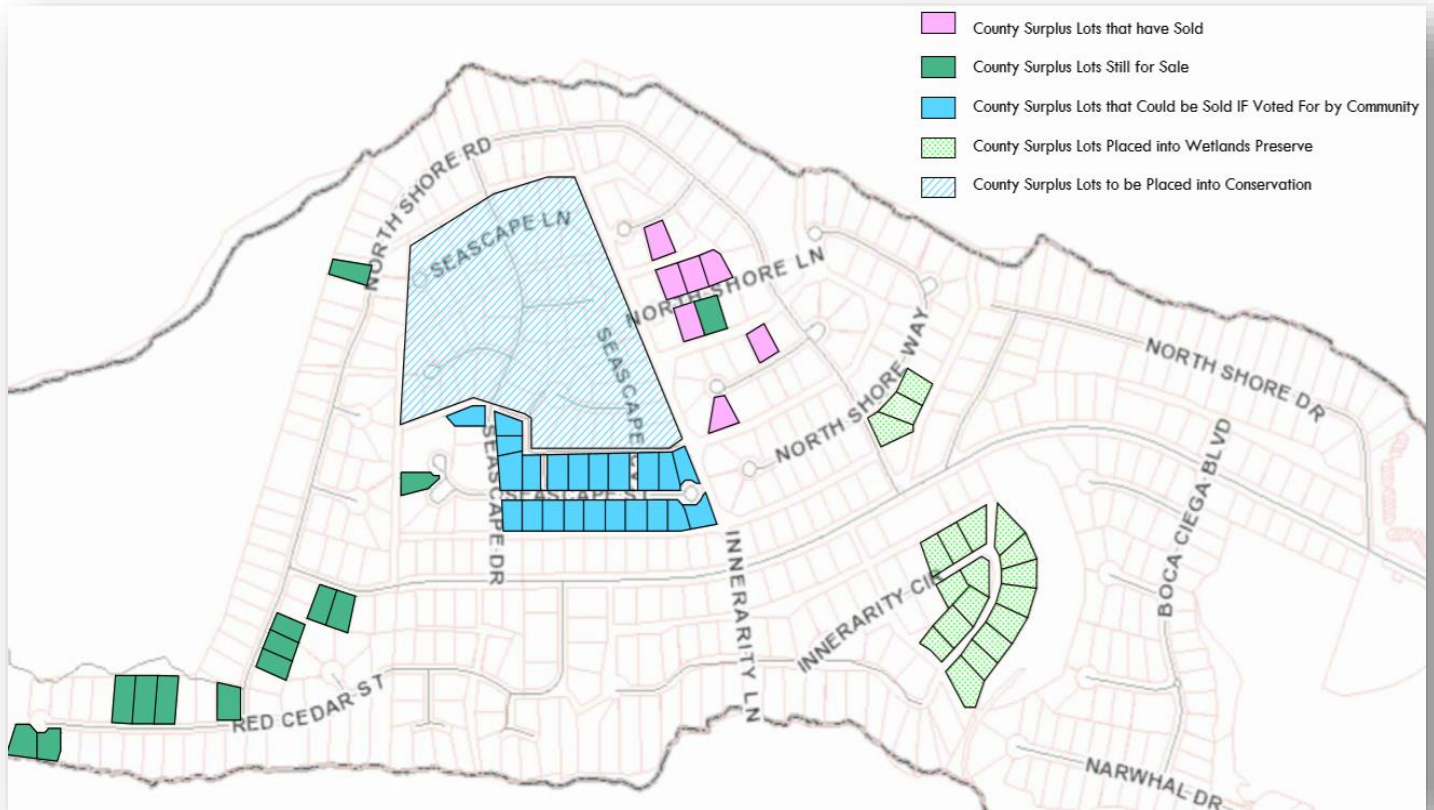 County Surplus Lots that have Sold
County Surplus Lots Still for Sale
County Surplus Lots that Could be Sold IF Voted For by Community
County Surplus Lots Placed into Wetlands Preserve
County Surplus Lots to be Placed into Conservation
NORTH SHORE RD
SEASCAPE LN
NORTH SHORE LN
SEASCAPE
NORTH SHORE WAY
NORTH SHORE DR
BOCA CIEGA BLVD
SEASCAPE DR
SEASCAPE ST
INNERARITY LN
INNERARITY CIR
RED CEDAR ST
NARWHAL DR